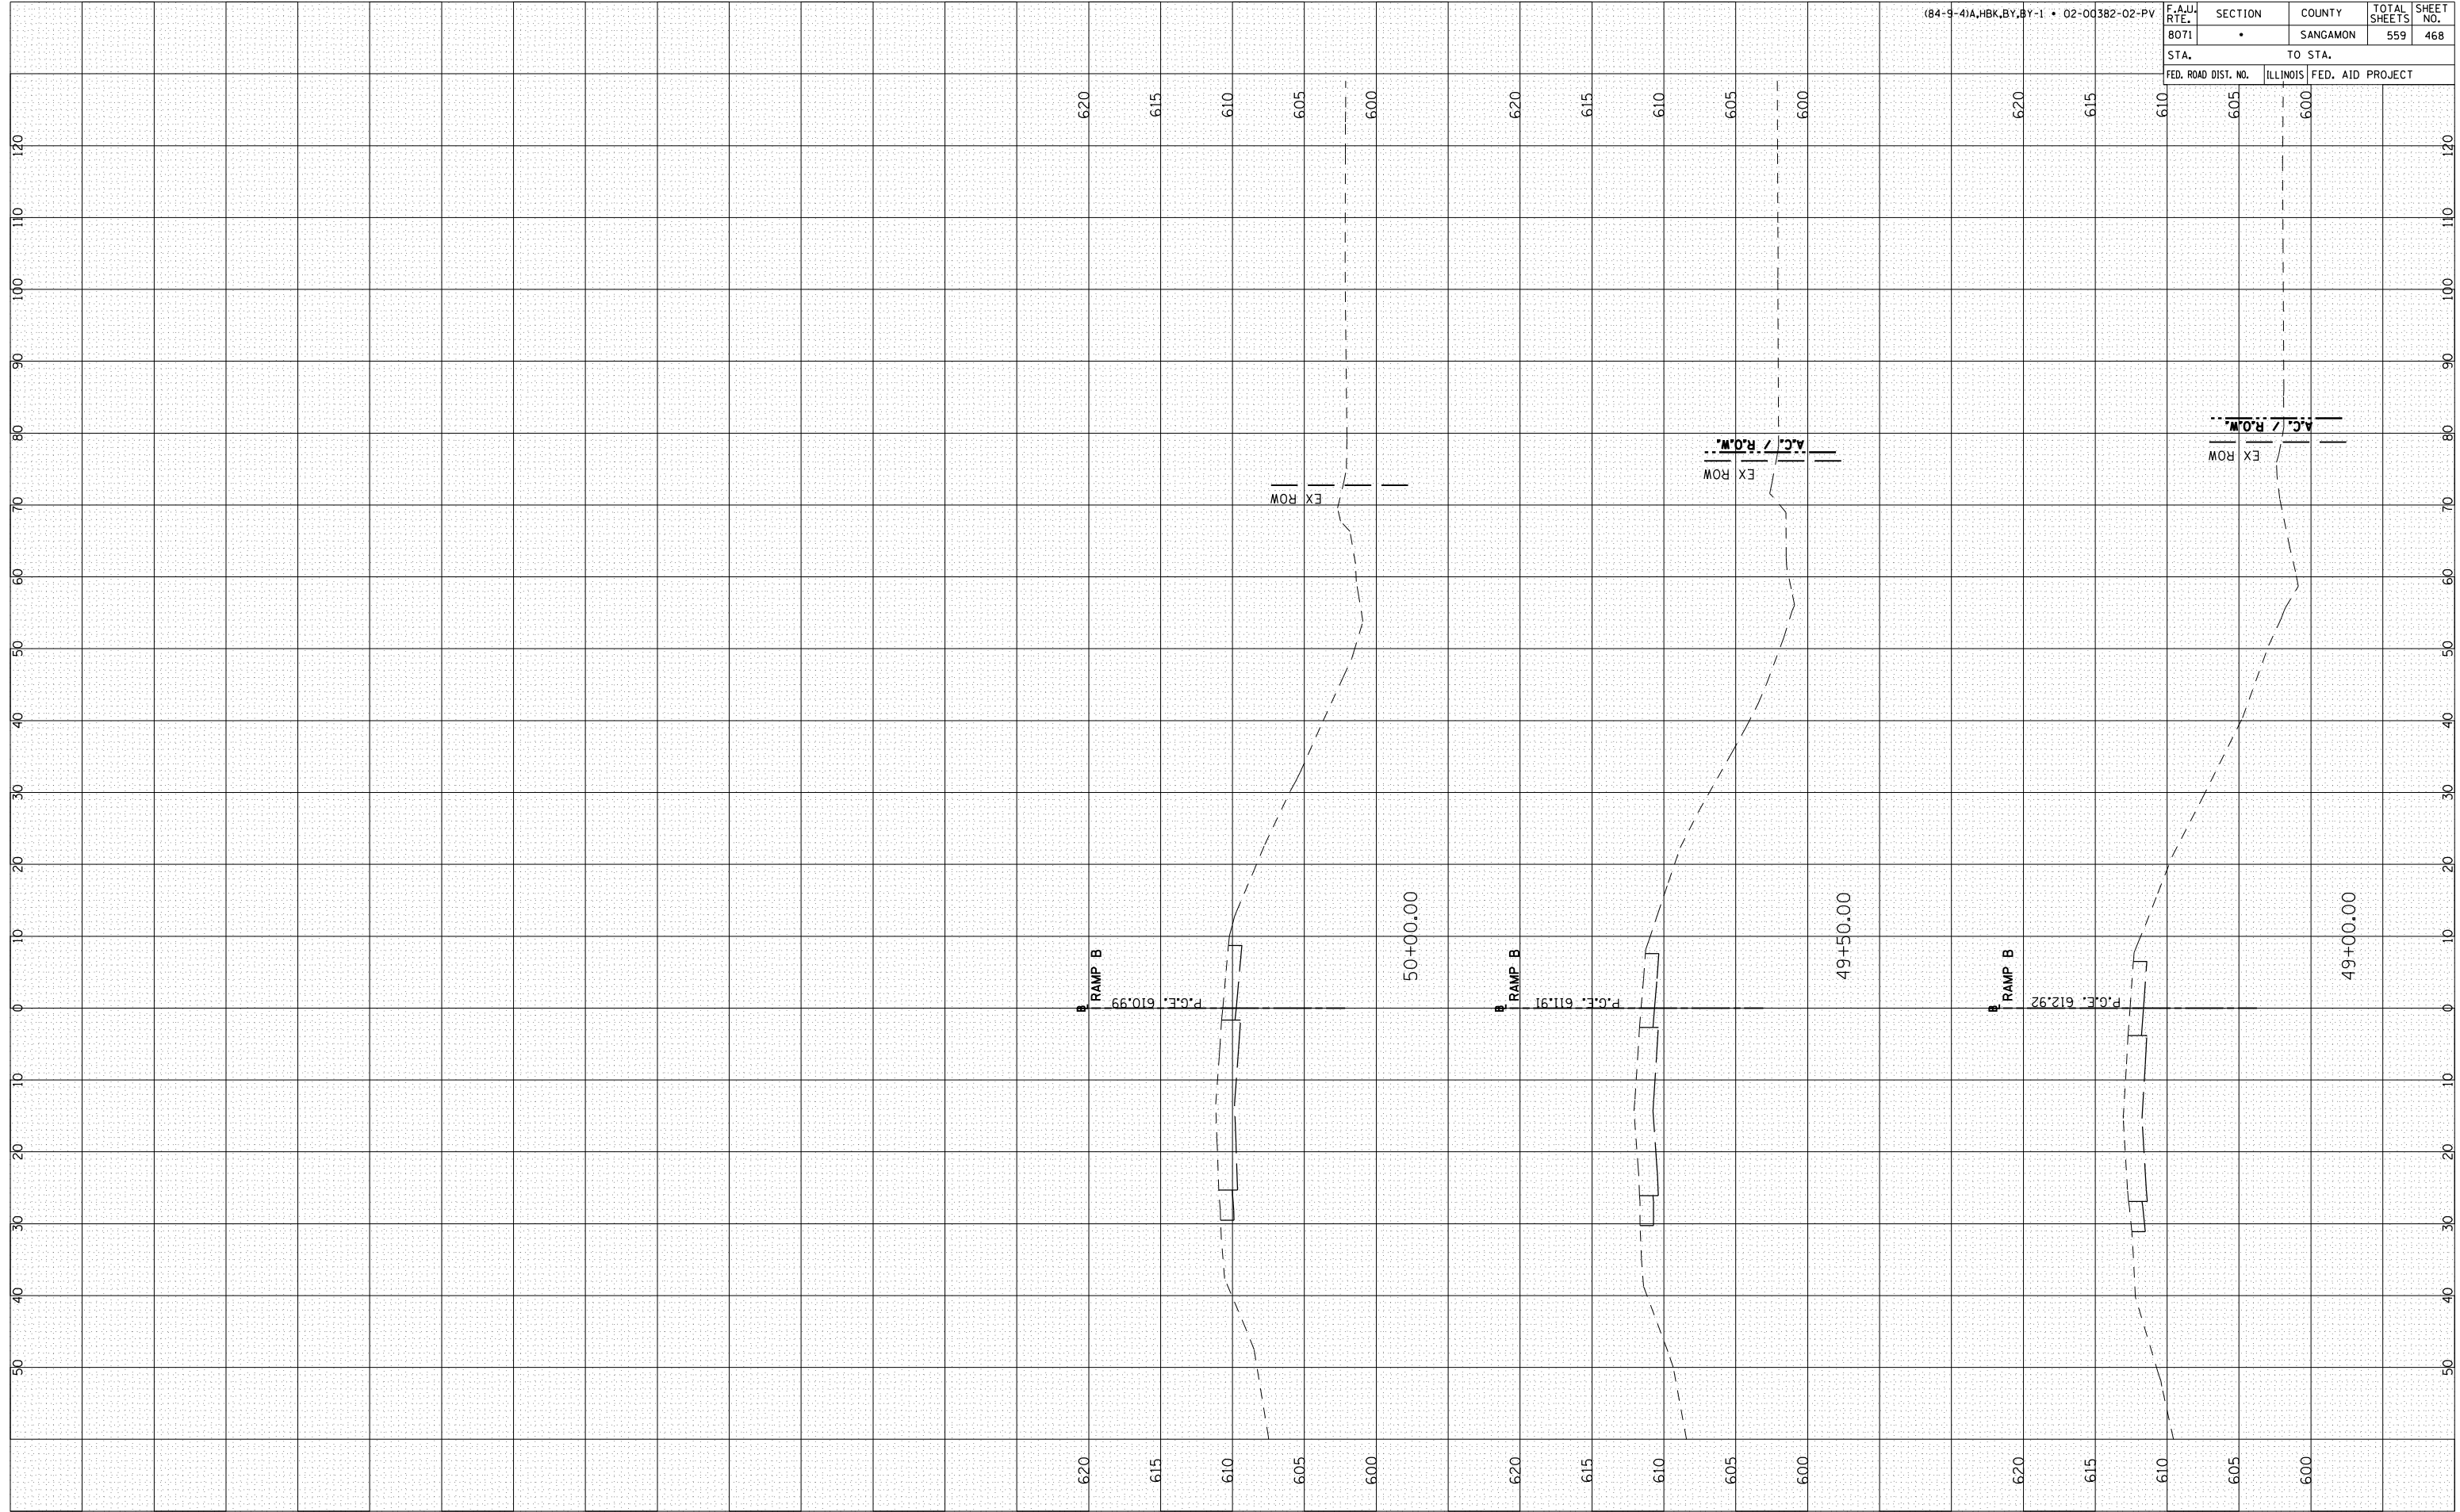 (84-9-4)A,HBK,BY,BY-1 • 02-00382-02-PV
F.A.U. RTE. SECTION COUNTY TOTAL SHEETS SHEET NO.
8071 • SANGAMON 559 468
STA. TO STA.
FED. ROAD DIST. NO. ILLINOIS FED. AID PROJECT
620 615 610 605 600 620 615 610 605 600 620 615 610 605 600
120 120
110 110
100 100
90 90
80 80
70 70
60 60
50 50
40 40
30 30
20 20
10 10
0 0
10 10
20 20
30 30
40 40
50 50
EX ROW
A.C. / R.O.W.
EX ROW
A.C. / R.O.W.
EX ROW
50+00.00
49+50.00
49+00.00
B RAMP B
P.G.E. 610.99
B RAMP B
P.G.E. 611.91
B RAMP B
P.G.E. 612.92
620 615 610 605 600 620 615 610 605 600 620 615 610 605 600